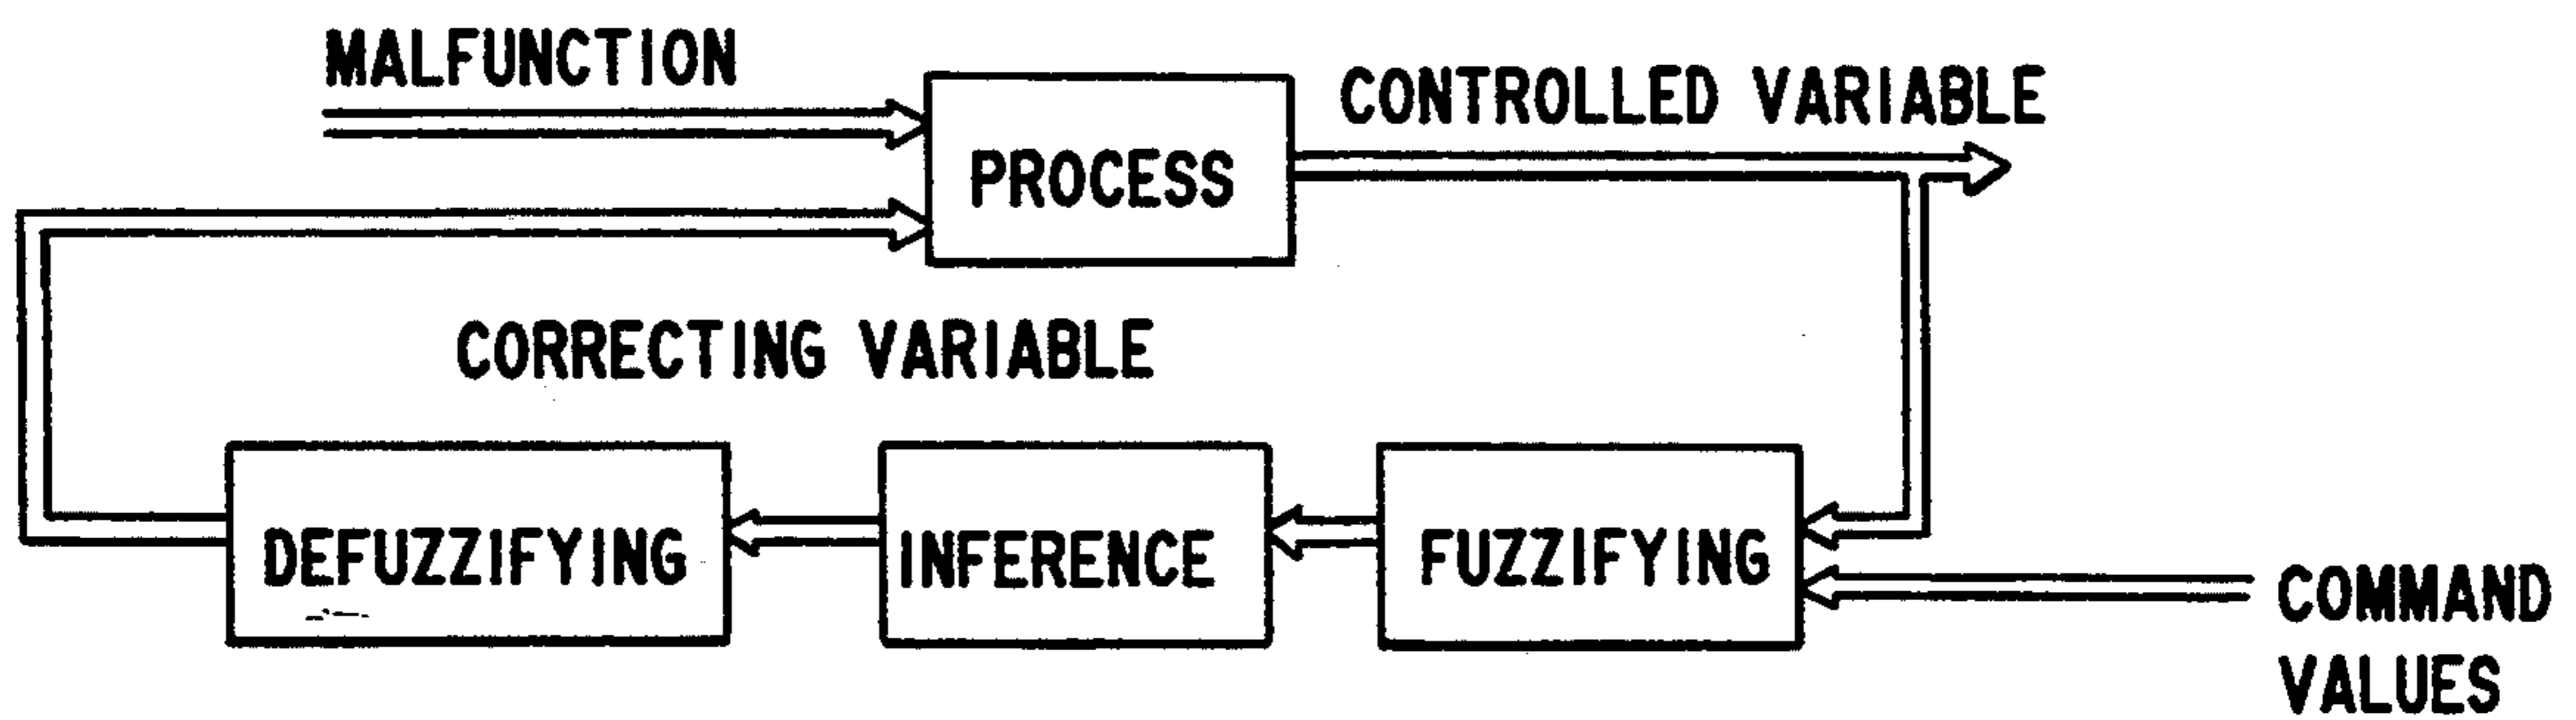 MALFUNCTION
CONTROLLED VARIABLE
PROCESS
CORRECTING VARIABLE
DEFUZZIFYING
INFERENCE
FUZZIFYING
COMMAND
VALUES